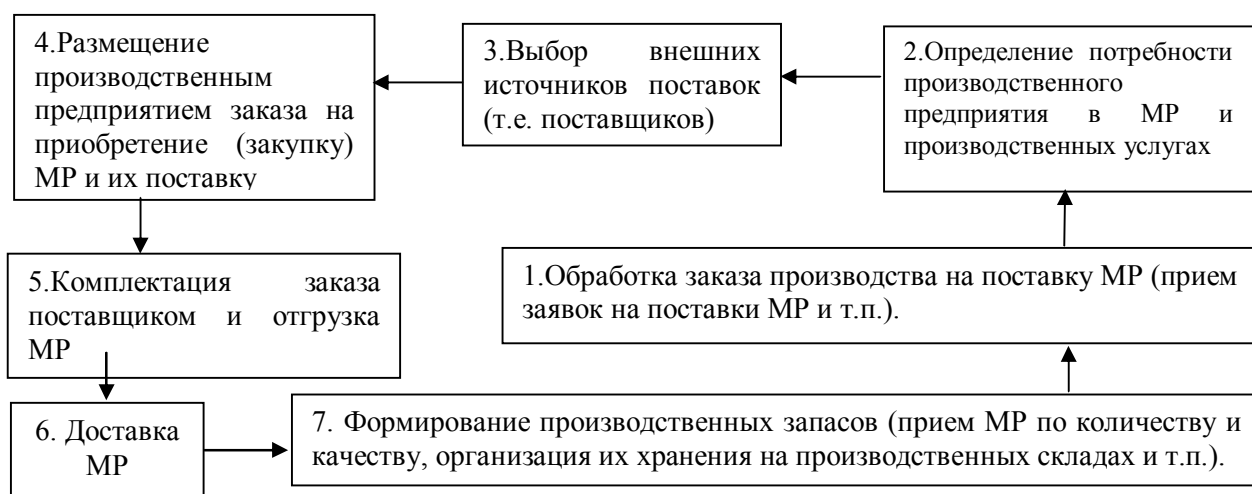 4.Размещение
производственным
предприятием заказа на
приобретение (закупку)
МР и их поставку
3.Выбор внешних
источников поставок
(т.е. поставщиков)
2.Определение потребности
производственного
предприятия в МР и
производственных услугах
5.Комплектация заказа
поставщиком и отгрузка
МР
1.Обработка заказа производства на поставку МР (прием
заявок на поставки МР и т.п.).
6. Доставка
МР
7. Формирование производственных запасов (прием МР по количеству и
качеству, организация их хранения на производственных складах и т.п.).